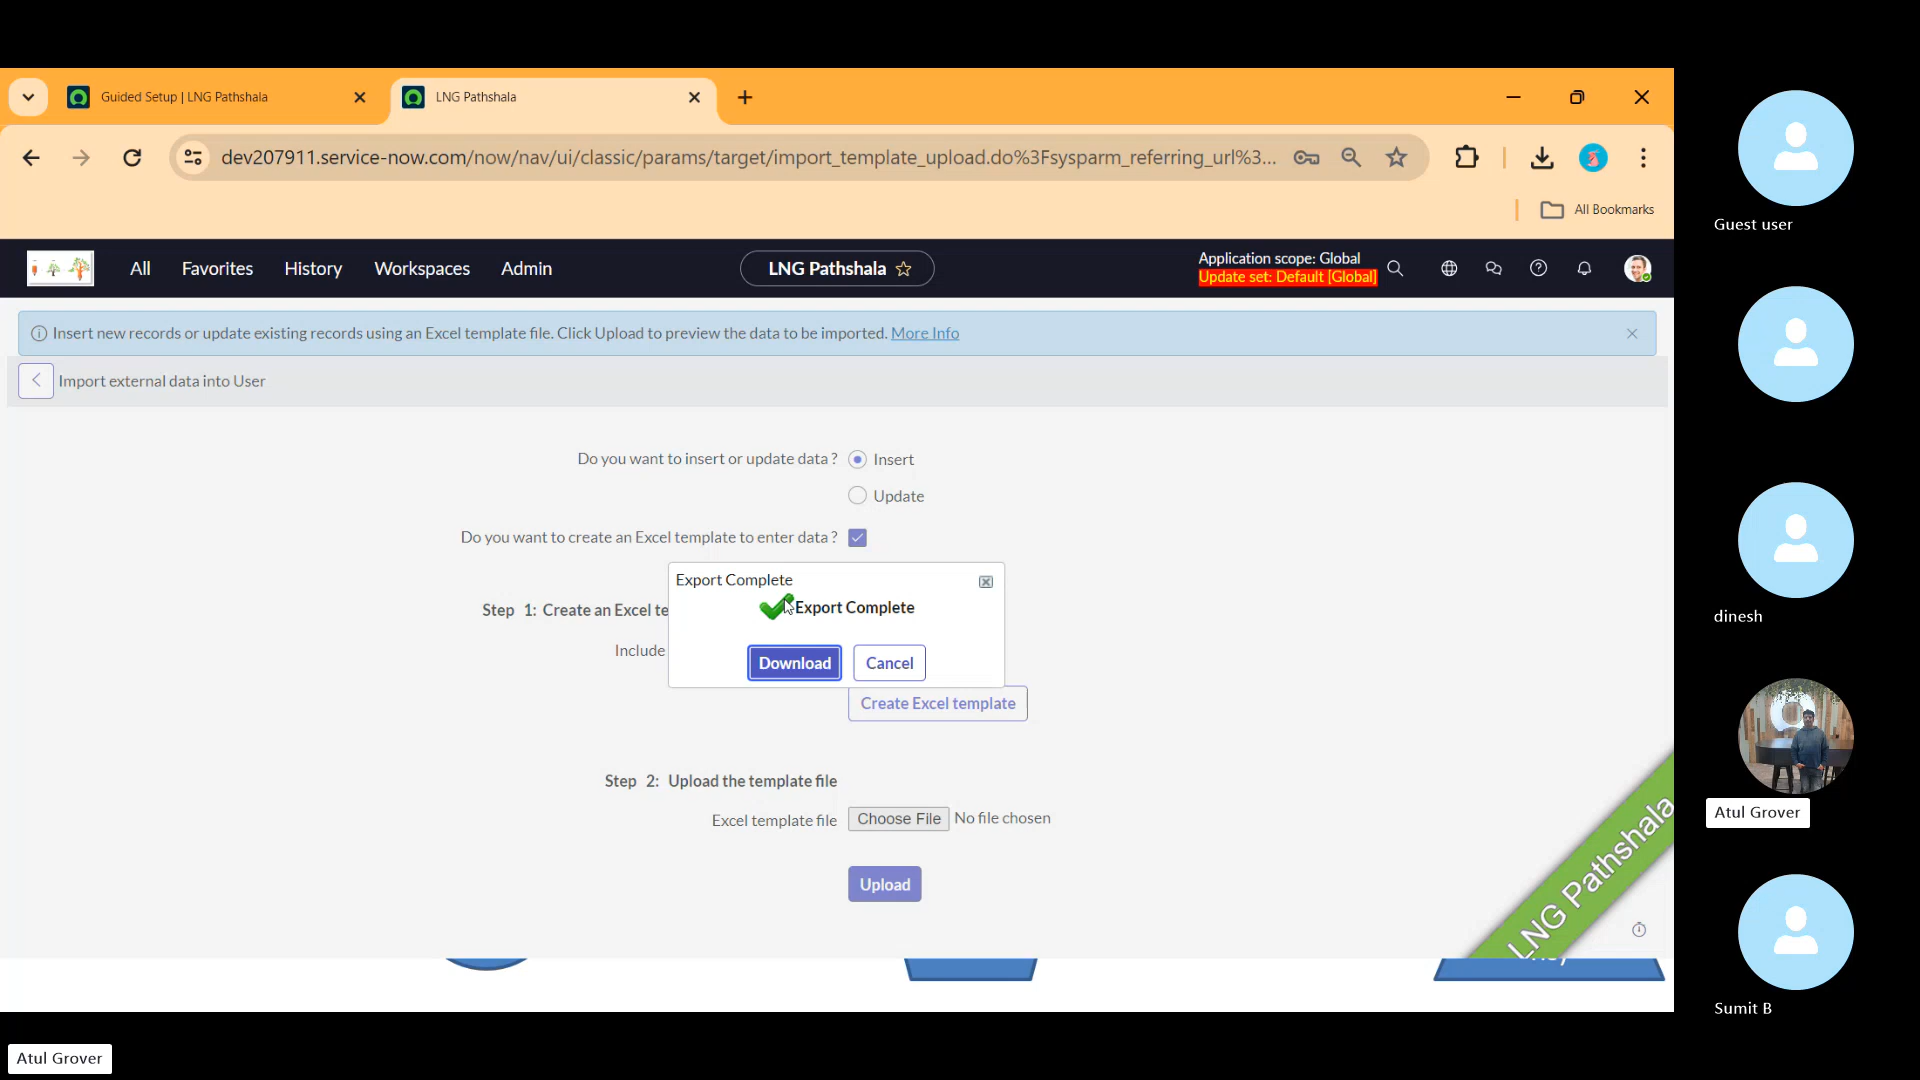 Guided Setup | LNG Pathshala
LNG Pathshala
dev207911.service-now.com/now/nav/ui/classic/params/target/import_template_upload.do%3Fsysparm_referring_url%3...
All Bookmarks
All
Favorites
History
Workspaces
Admin
LNG Pathshala
Application scope: Global
Update set: Default [Global]
Insert new records or update existing records using an Excel template file. Click Upload to preview the data to be imported. More Info
Import external data into User
Do you want to insert or update data ?
Insert
Update
Do you want to create an Excel template to enter data ?
Export Complete
Export Complete
Step 1: Create an Excel te
Include
Download
Cancel
Create Excel template
Step 2: Upload the template file
Excel template file
Choose File
No file chosen
Upload
LNG Pathshala
Guest user
dinesh
Atul Grover
Sumit B
Atul Grover